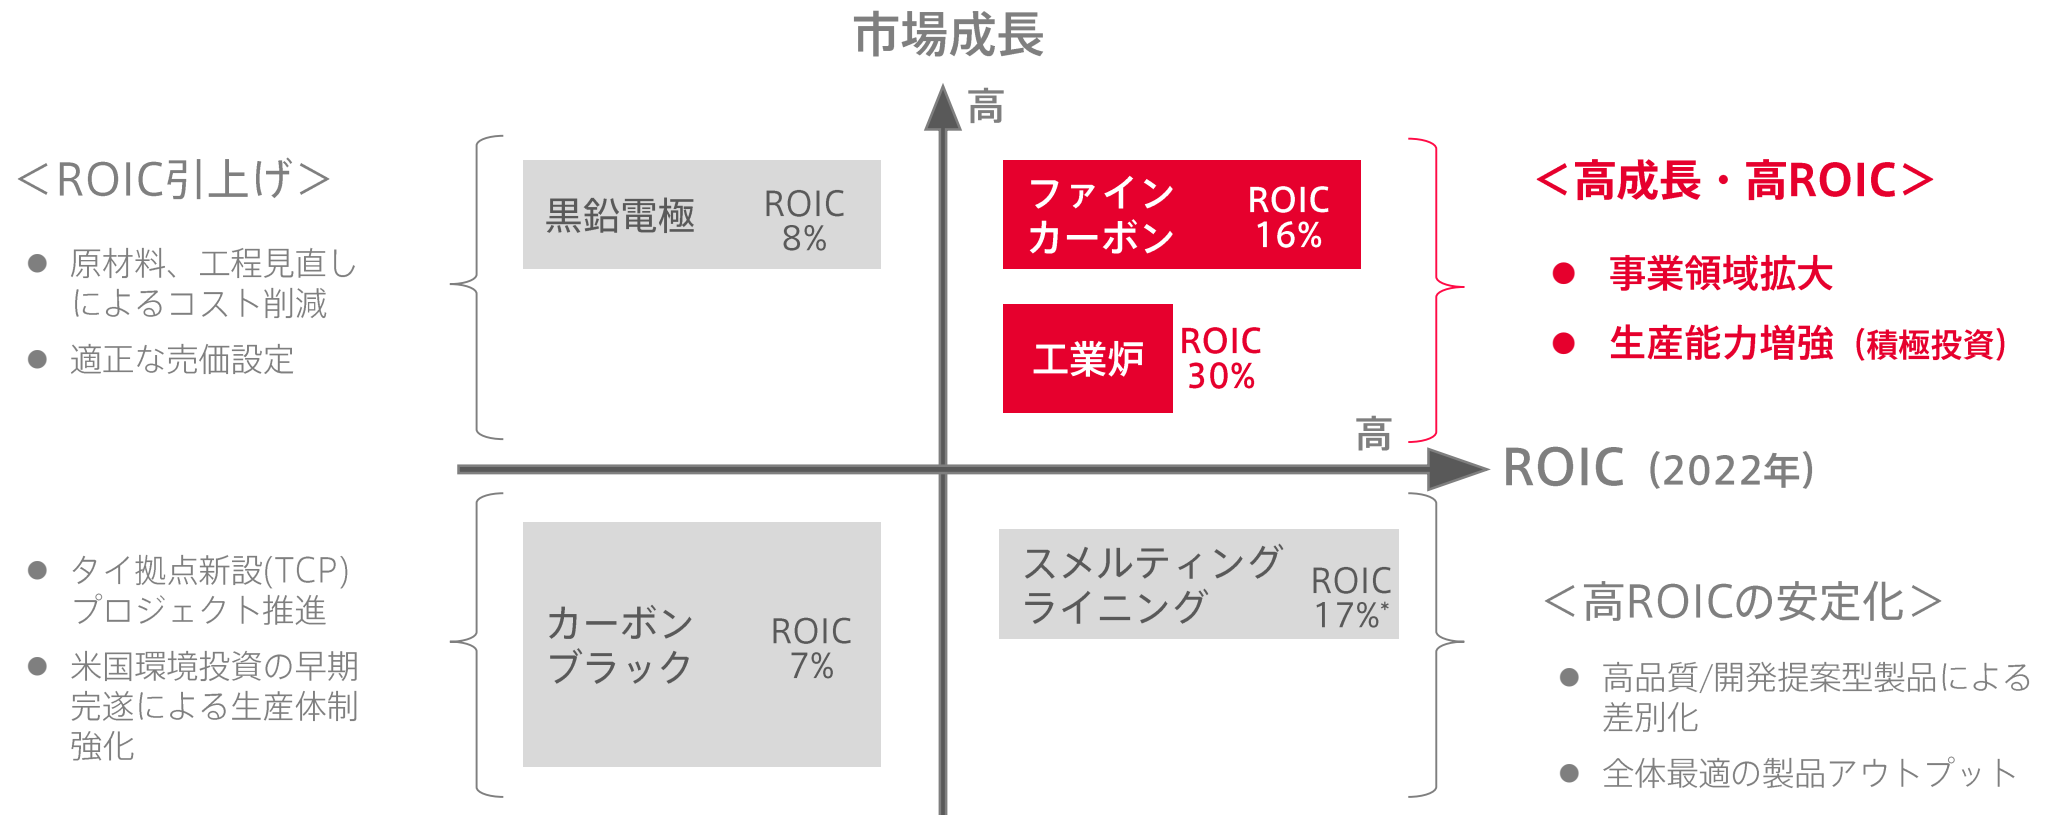 市場成長
高
＜ROIC引上げ＞
● 原材料、工程見直し
によるコスト削減
● 適正な売価設定
黒鉛電極
ROIC
8%
ファイン
カーボン
ROIC
16%
工業炉
ROIC
30%
＜高成長・高ROIC＞
● 事業領域拡大
● 生産能力増強（積極投資）
高
ROIC（2022年）
● タイ拠点新設(TCP)
プロジェクト推進
● 米国環境投資の早期
完遂による生産体制
強化
カーボン
ブラック
ROIC
7%
スメルティング
ライニング
ROIC
17%*
＜高ROICの安定化＞
● 高品質/開発提案型製品による
差別化
● 全体最適の製品アウトプット